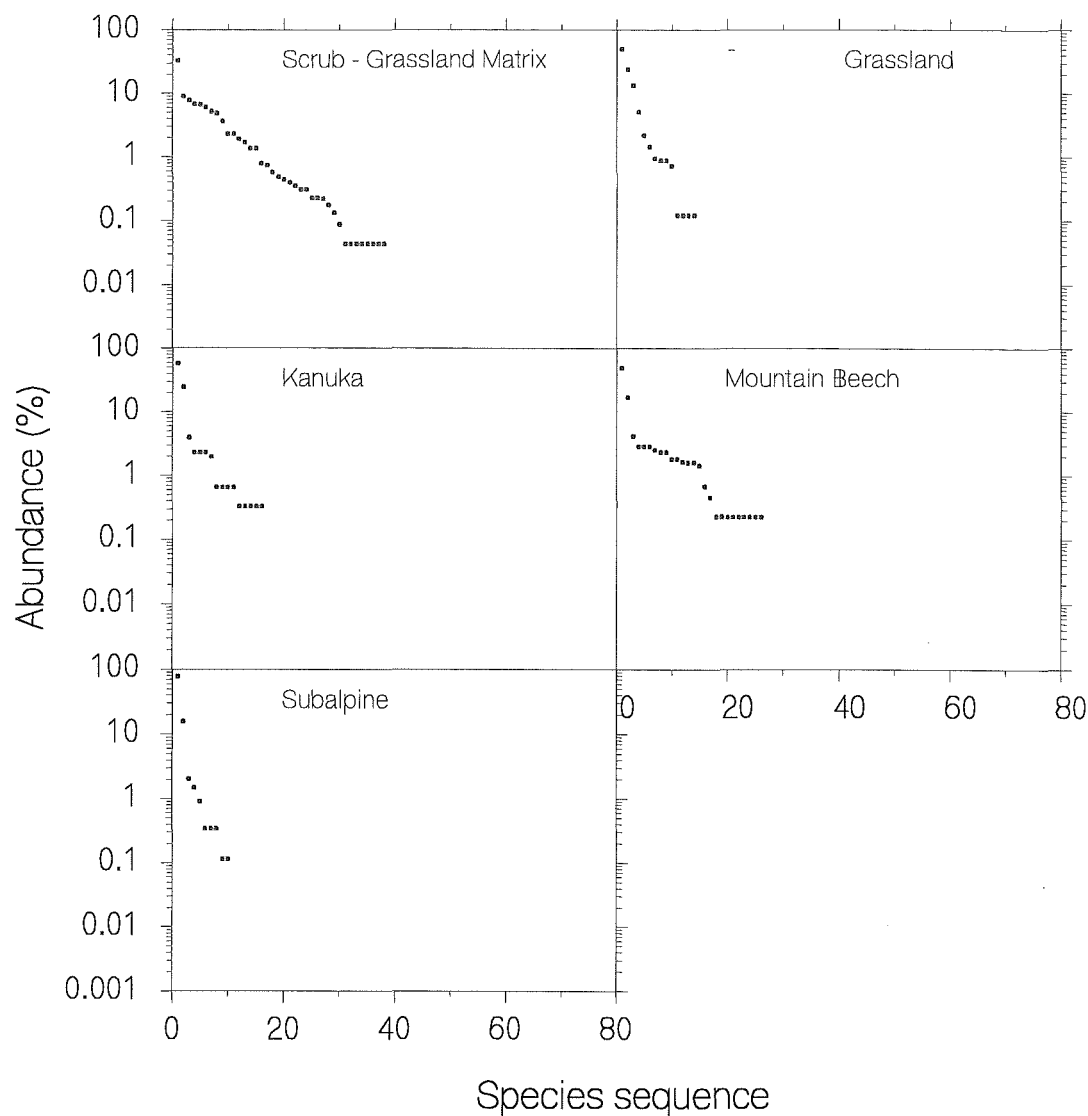 100
Scrub - Grassland Matrix
Grassland
10
1
0.1
0.01
100
Kanuka
Mountain Beech
10
1
0.1
0.01
100
Subalpine
0 20 40 60 80
10
1
0.1
0.01
0.001
0 20 40 60 80
Abundance (%)
Species sequence